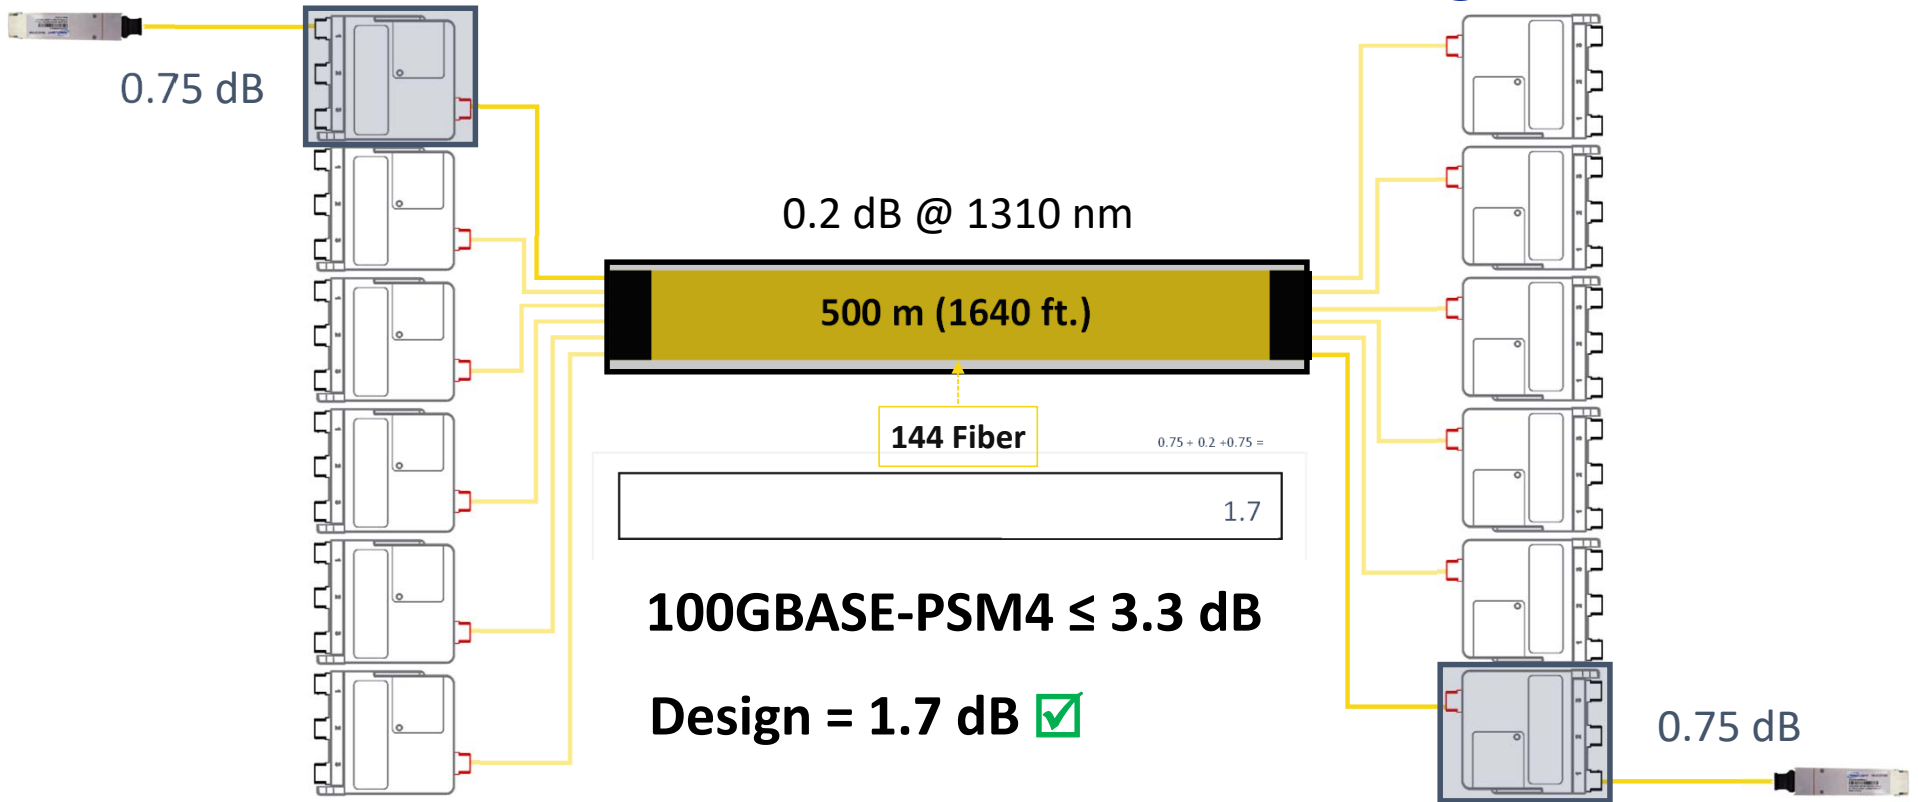 0.75 dB
0.2 dB @ 1310 nm
500 m (1640 ft.)
144 Fiber
0.75 + 0.2 +0.75 =
1.7
100GBASE-PSM4 ≤ 3.3 dB
Design = 1.7 dB ☑
0.75 dB